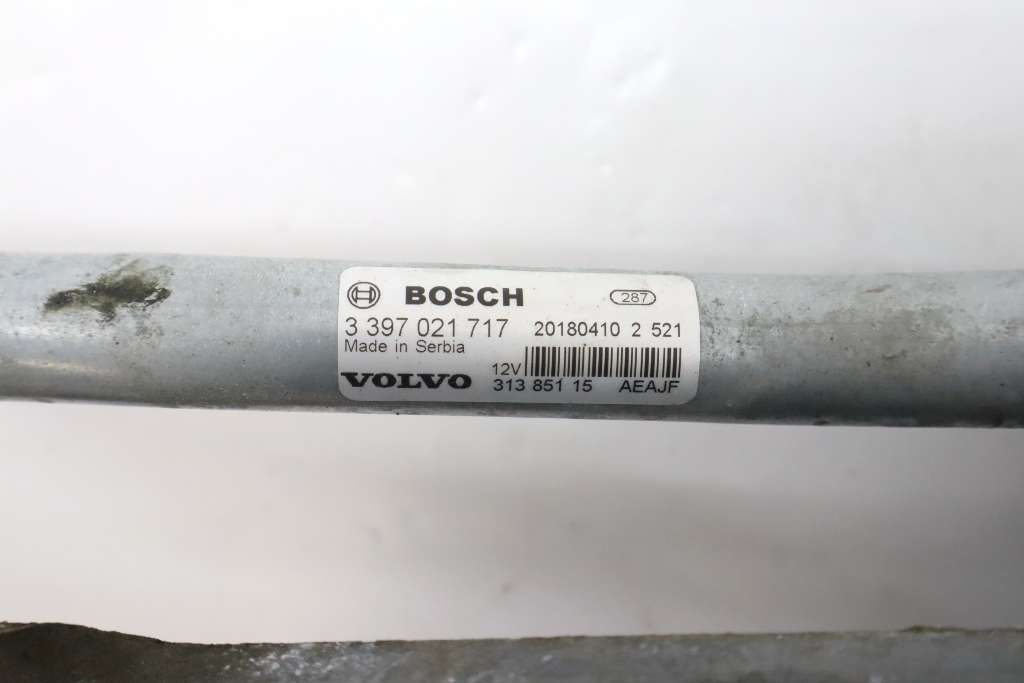 BOSCH 287
3 397 021 717 20180410 2 521
Made in Serbia
12V
VOLVO 313 851 15 AEAJF